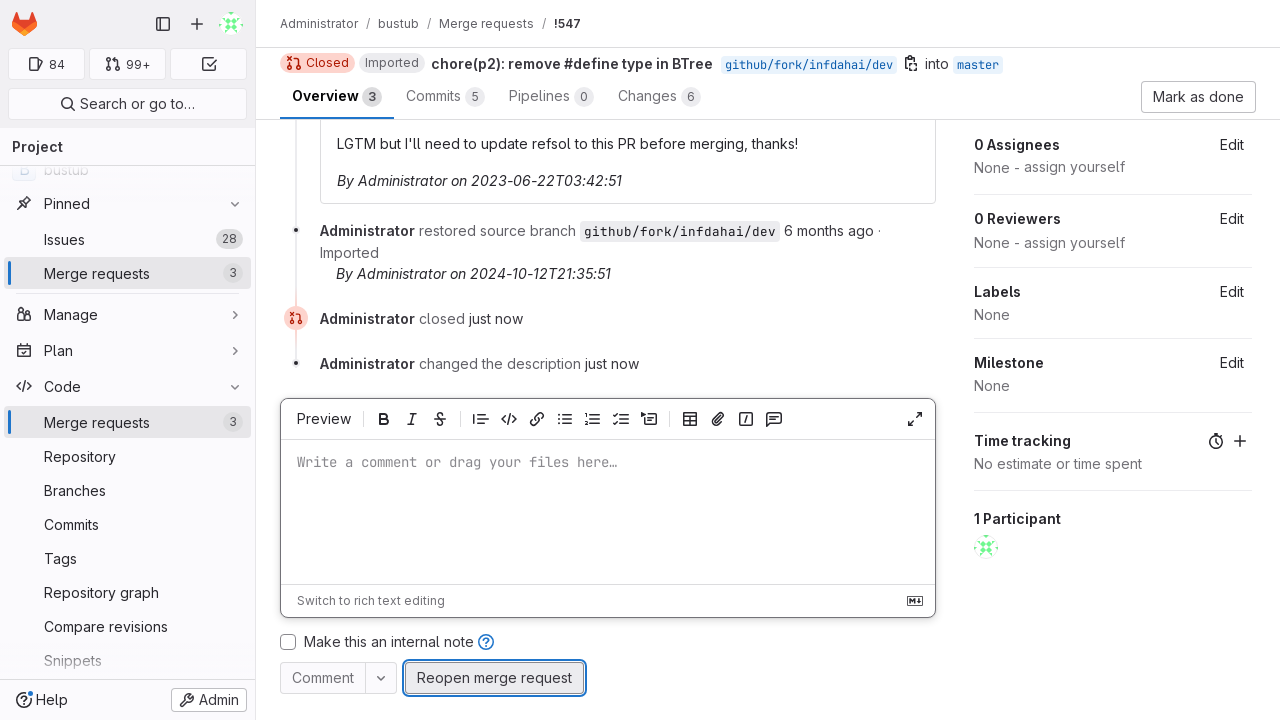 Administrator / bustub / Merge requests / !547
84
99+
Search or go to…
Project
bustub
Pinned
Issues 28
Merge requests 3
Manage
Plan
Code
Merge requests 3
Repository
Branches
Commits
Tags
Repository graph
Compare revisions
Snippets
Help
Admin
Closed Imported chore(p2): remove #define type in BTree github/fork/infdahai/dev into master
Overview 3 Commits 5 Pipelines 0 Changes 6
Mark as done
LGTM but I'll need to update refsol to this PR before merging, thanks!
By Administrator on 2023-06-22T03:42:51
Administrator restored source branch github/fork/infdahai/dev 6 months ago ·
Imported
By Administrator on 2024-10-12T21:35:51
Administrator closed just now
Administrator changed the description just now
Preview
Write a comment or drag your files here…
Switch to rich text editing
Make this an internal note
Comment
Reopen merge request
0 Assignees Edit
None - assign yourself
0 Reviewers Edit
None - assign yourself
Labels Edit
None
Milestone Edit
None
Time tracking
No estimate or time spent
1 Participant